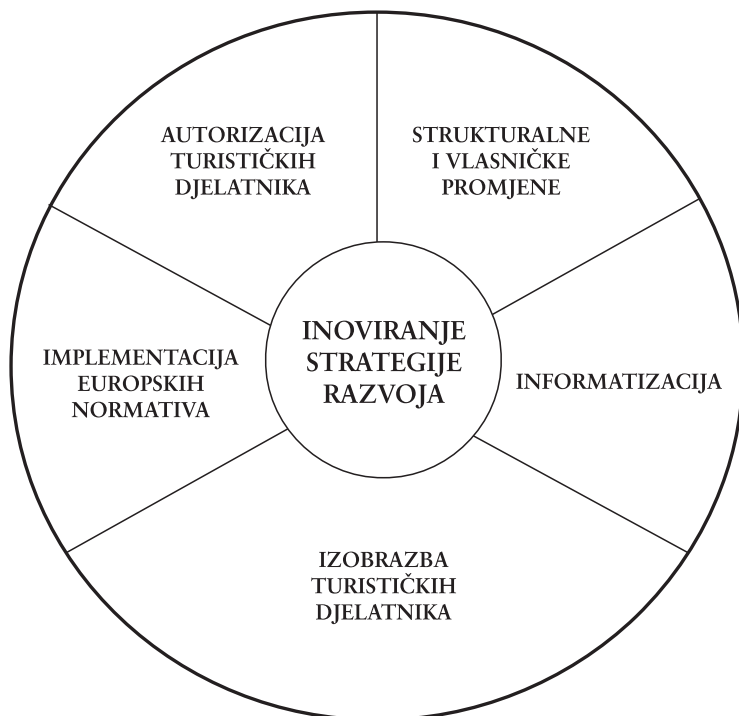 AUTORIZACIJA
TURISTIČKIH
DJELATNIKA
STRUKTURALNE
I VLASNIČKE
PROMJENE
INOVIRANJE
STRATEGIJE
RAZVOJA
IMPLEMENTACIJA
EUROPSKIH
NORMATIVA
INFORMATIZACIJA
IZOBRAZBA
TURISTIČKIH
DJELATNIKA